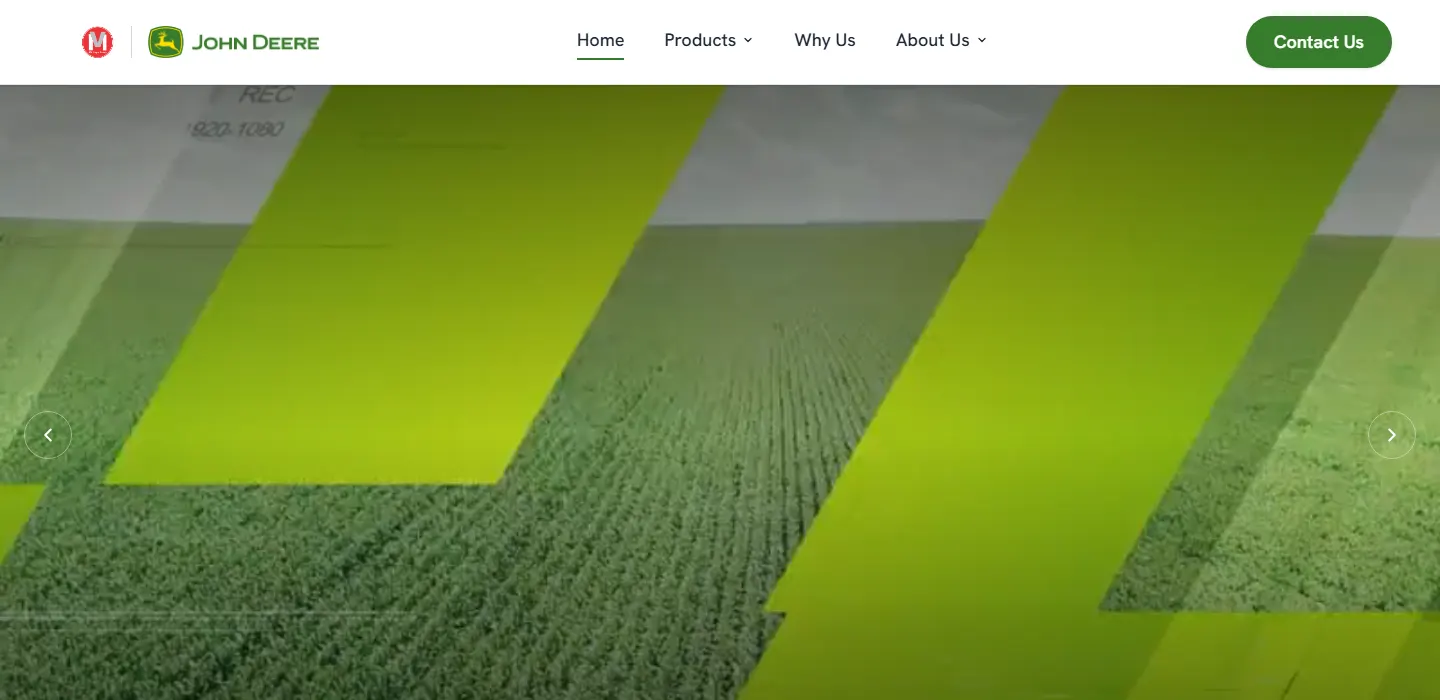 JOHN DEERE
Home
Products
Why Us
About Us
Contact Us
REC
1920-1080